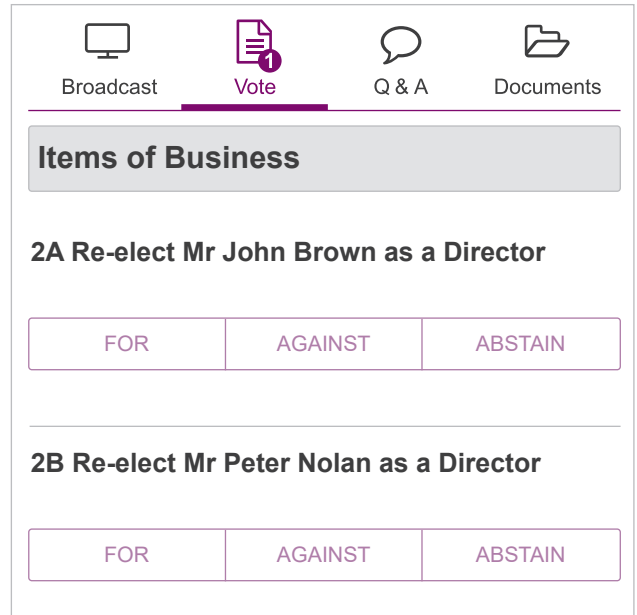 1
Broadcast Vote Q & A Documents
Items of Business
2A Re-elect Mr John Brown as a Director
FOR AGAINST ABSTAIN
2B Re-elect Mr Peter Nolan as a Director
FOR AGAINST ABSTAIN